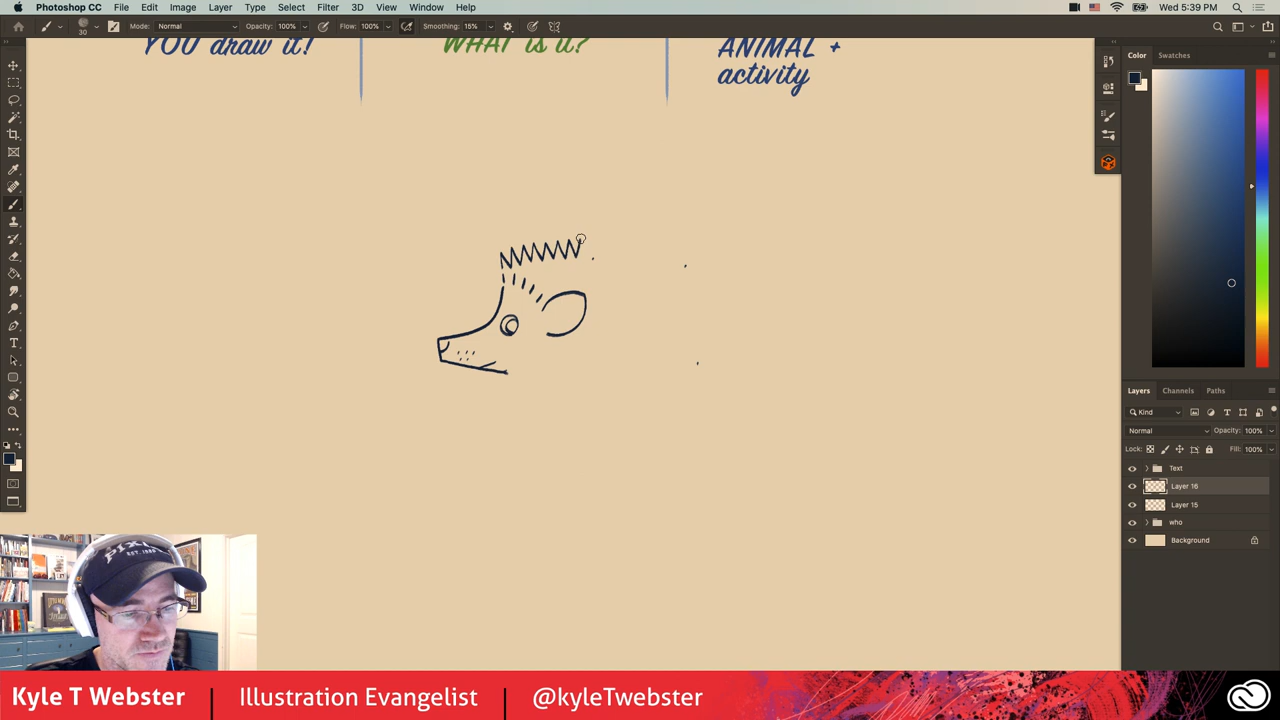 Photoshop CC File Edit Image Layer Type Select Filter 3D View Window Help Wed 5:39 PM
30 Mode: Normal Opacity: 100% Flow: 100% Smoothing: 15%
YOU draw it!
WHAT is it?
ANIMAL +
activity
Color Swatches
Layers Channels Paths
Kind
Normal Opacity: 100%
Lock: Fill: 100%
Text
Layer 16
Layer 15
who
Background
Kyle T Webster | Illustration Evangelist | @kyleTwebster